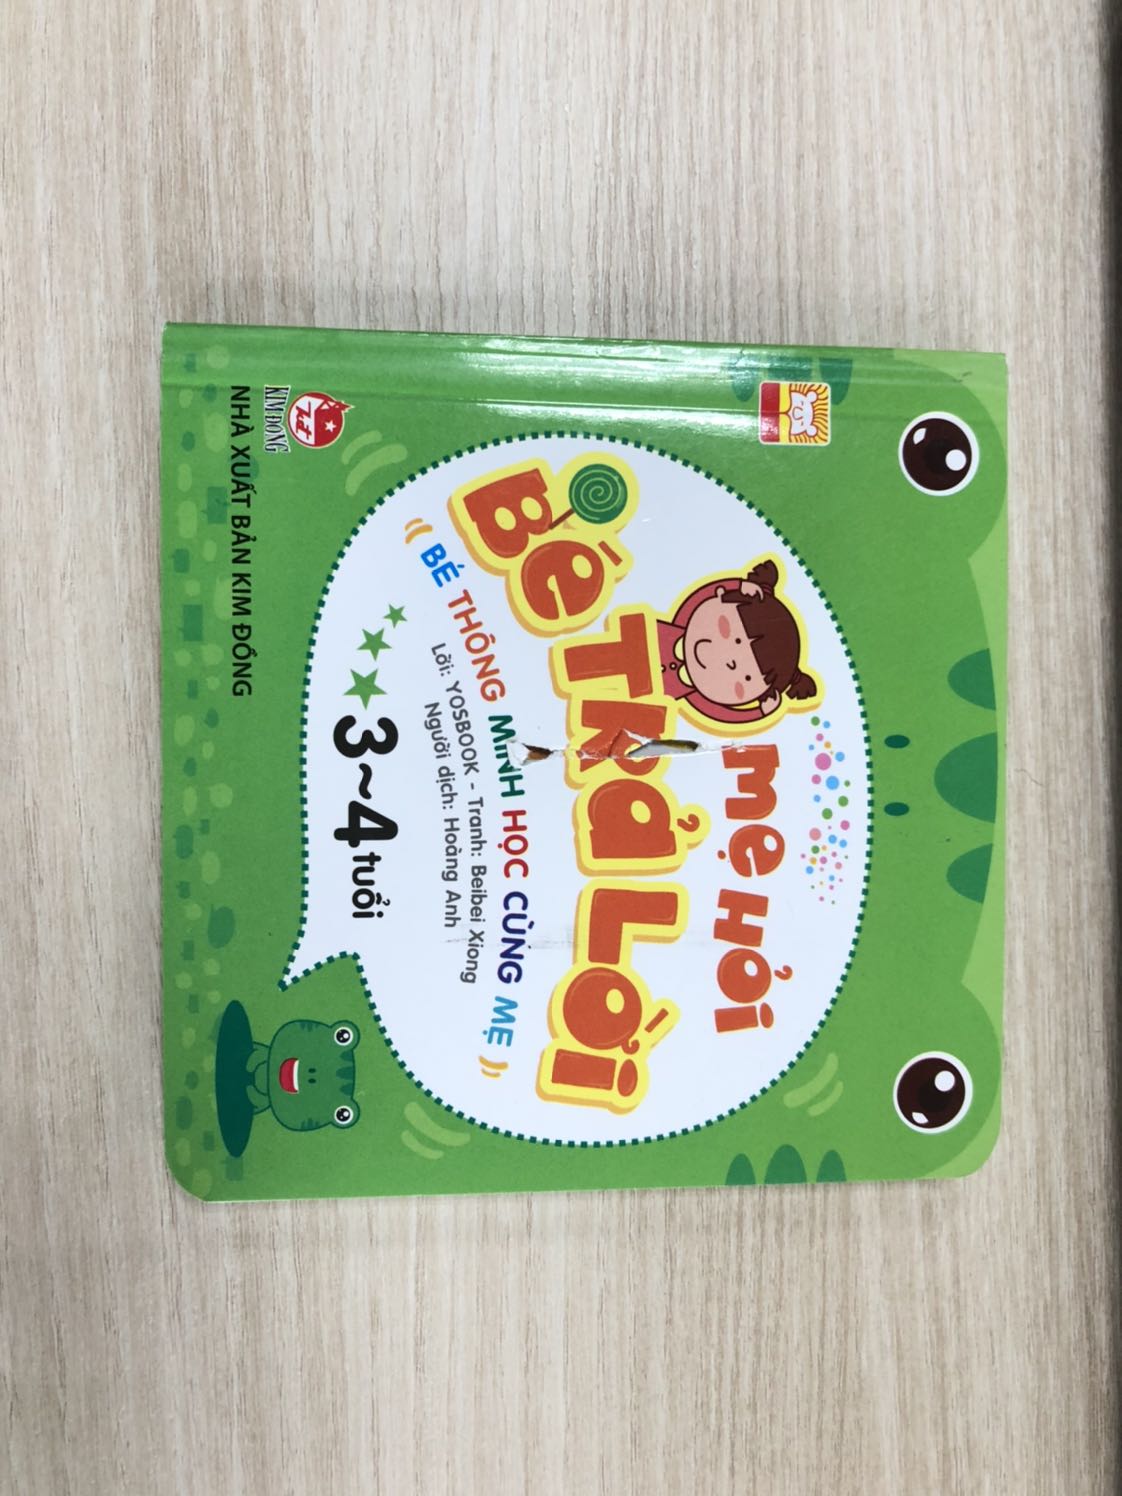 mẹ Hỏi
Bé TRả Lời
BÉ THÔNG MINH HỌC CÙNG MẸ
Lời: YOSBOOK - Tranh: Beibei Xiong
Người dịch: Hoàng Anh
3~4 tuổi
KIM ĐỒNG
NHÀ XUẤT BẢN KIM ĐỒNG